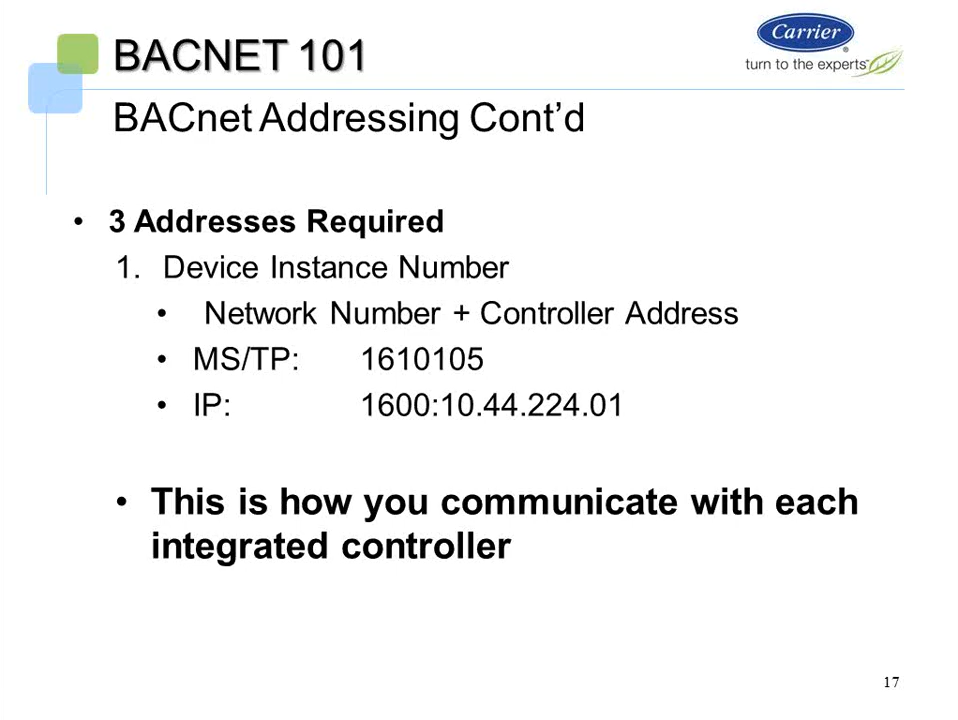 BACNET 101
Carrier
turn to the experts
BACnet Addressing Cont’d
• 3 Addresses Required
1. Device Instance Number
• Network Number + Controller Address
• MS/TP: 1610105
• IP: 1600:10.44.224.01
• This is how you communicate with each
integrated controller
17